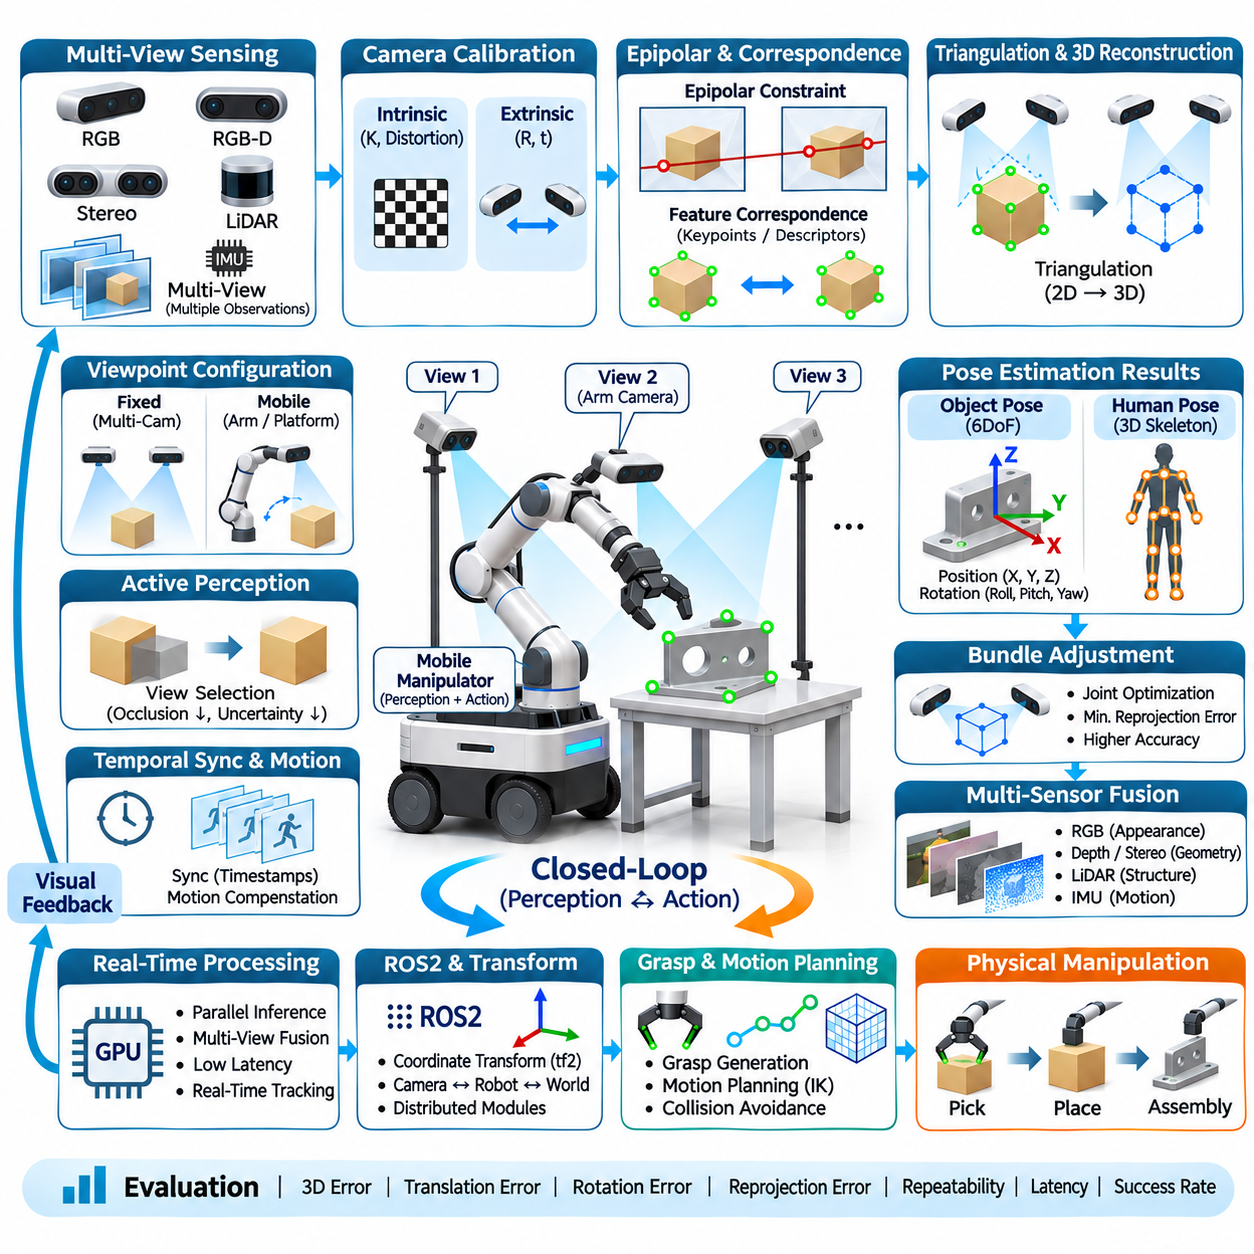 Multi-View Sensing
RGB
RGB-D
Stereo
LiDAR
IMU
Multi-View
(Multiple Observations)
Camera Calibration
Intrinsic
(K, Distortion)
Extrinsic
(R, t)
Epipolar & Correspondence
Epipolar Constraint
Feature Correspondence
(Keypoints / Descriptors)
Triangulation & 3D Reconstruction
Triangulation
(2D → 3D)
Viewpoint Configuration
Fixed
(Multi-Cam)
Mobile
(Arm / Platform)
Active Perception
View Selection
(Occlusion ↓, Uncertainty ↓)
Temporal Sync & Motion
Sync (Timestamps)
Motion Compenstation
Visual
Feedback
View 1
View 2
(Arm Camera)
View 3
...
Mobile
Manipulator
(Perception + Action)
Closed-Loop
(Perception ↔ Action)
Pose Estimation Results
Object Pose
(6DoF)
Human Pose
(3D Skeleton)
Z
Y
X
Position (X, Y, Z)
Rotation (Roll, Pitch, Yaw)
Bundle Adjustment
• Joint Optimization
• Min. Reprojection Error
• Higher Accuracy
Multi-Sensor Fusion
• RGB (Appearance)
• Depth / Stereo (Geometry)
• LiDAR (Structure)
• IMU (Motion)
Real-Time Processing
GPU
• Parallel Inference
• Multi-View Fusion
• Low Latency
• Real-Time Tracking
ROS2 & Transform
ROS2
• Coordinate Transform (tf2)
• Camera ↔ Robot ↔ World
• Distributed Modules
Grasp & Motion Planning
• Grasp Generation
• Motion Planning (IK)
• Collision Avoidance
Physical Manipulation
Pick
Place
Assembly
Evaluation | 3D Error | Translation Error | Rotation Error | Reprojection Error | Repeatability | Latency | Success Rate